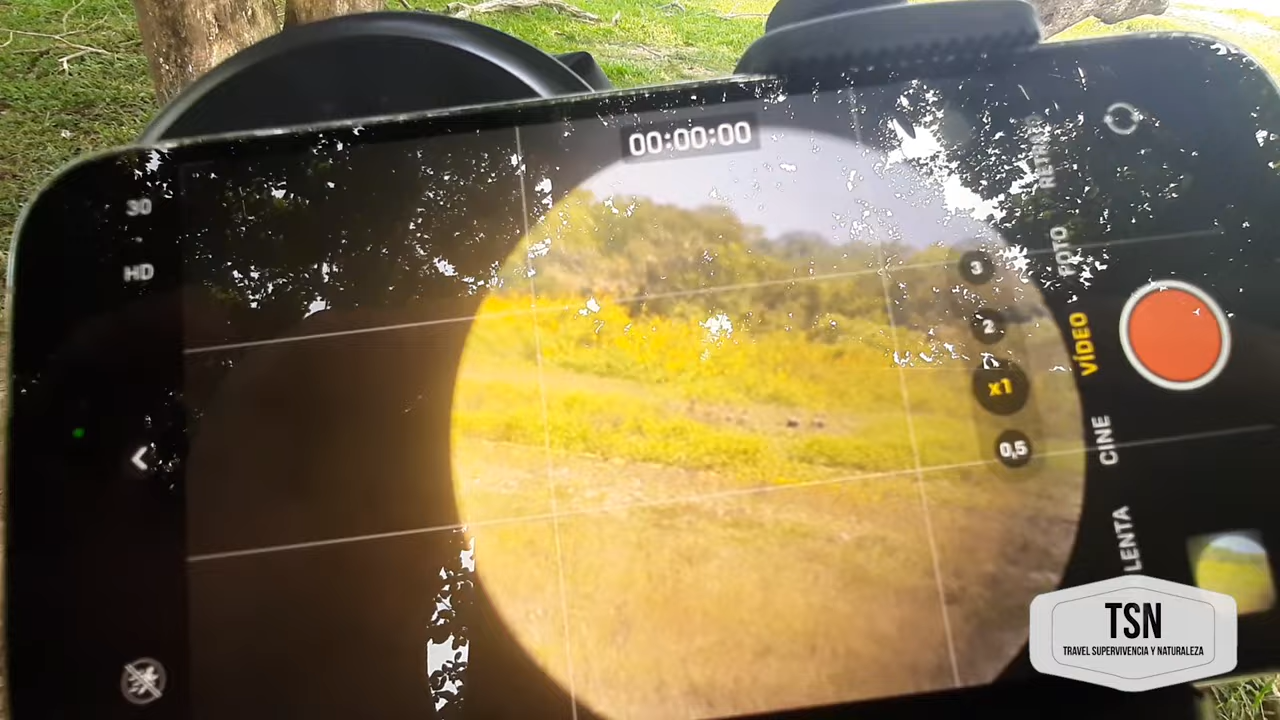 00:00:00
30
HD
RETRATO
FOTO
VÍDEO
CINE
LENTA
3
2
x1
0,5
TSN
TRAVEL SUPERVIVENCIA Y NATURALEZA